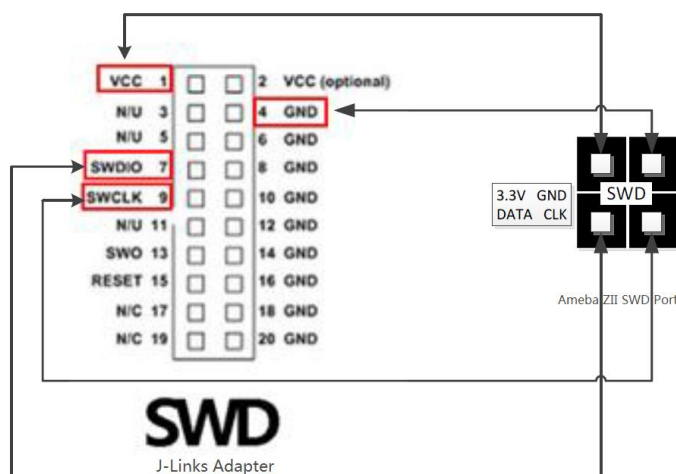 VCC 1 2 VCC (optional)
N/U 3 4 GND
N/U 5 6 GND
SWDIO 7 8 GND
SWCLK 9 10 GND
N/U 11 12 GND
SWO 13 14 GND
RESET 15 16 GND
N/C 17 18 GND
N/C 19 20 GND
SWD
J-Links Adapter
3.3V GND
DATA CLK
SWD
Ameba ZII SWD Port